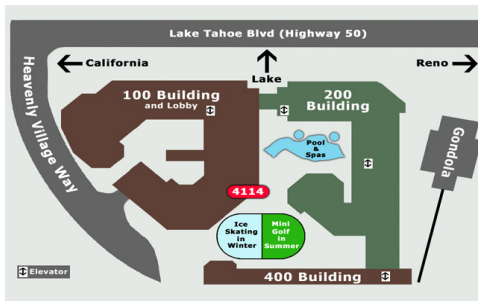 Lake Tahoe Blvd (Highway 50)
California
Lake
Reno
Heavenly Village Way
100 Building
and Lobby
200
Building
Pool
&
Spas
Gondola
4114
Ice
Skating
in
Winter
Mini
Golf
in
Summer
Elevator
400 Building